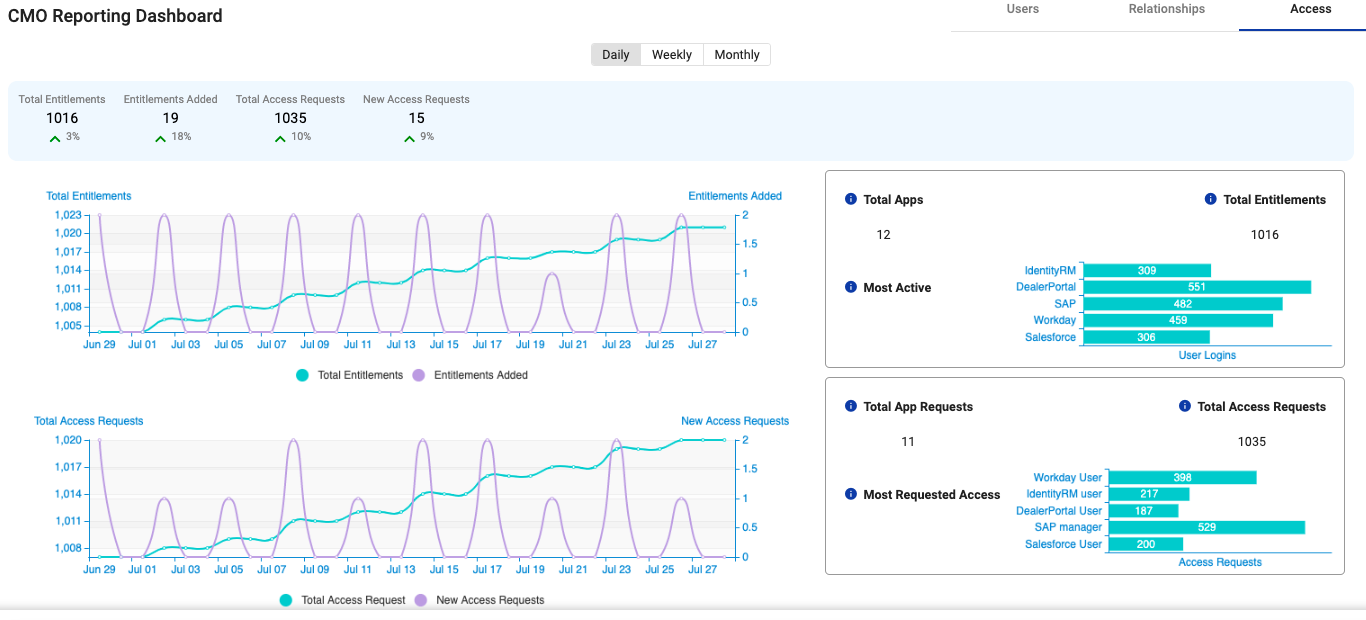 CMO Reporting Dashboard
Users Relationships Access
Daily Weekly Monthly
Total Entitlements Entitlements Added Total Access Requests New Access Requests
1016 19 1035 15
3% 18% 10% 9%
Total Entitlements Entitlements Added
1,023 2
1,020
1,017 1.5
1,014 1
1,011
1,008 0.5
1,005 0
Jun 29 Jul 01 Jul 03 Jul 05 Jul 07 Jul 09 Jul 11 Jul 13 Jul 15 Jul 17 Jul 19 Jul 21 Jul 23 Jul 25 Jul 27
Total Entitlements Entitlements Added
Total Access Requests New Access Requests
1,020 2
1,017 1.5
1,014 1
1,011 0.5
1,008 0
Jun 29 Jul 01 Jul 03 Jul 05 Jul 07 Jul 09 Jul 11 Jul 13 Jul 15 Jul 17 Jul 19 Jul 21 Jul 23 Jul 25 Jul 27
Total Access Request New Access Requests
Total Apps Total Entitlements
12 1016
Most Active
IdentityRM 309
DealerPortal 551
SAP 482
Workday 459
Salesforce 306
User Logins
Total App Requests Total Access Requests
11 1035
Most Requested Access
Workday User 398
IdentityRM user 217
DealerPortal User 187
SAP manager 529
Salesforce User 200
Access Requests